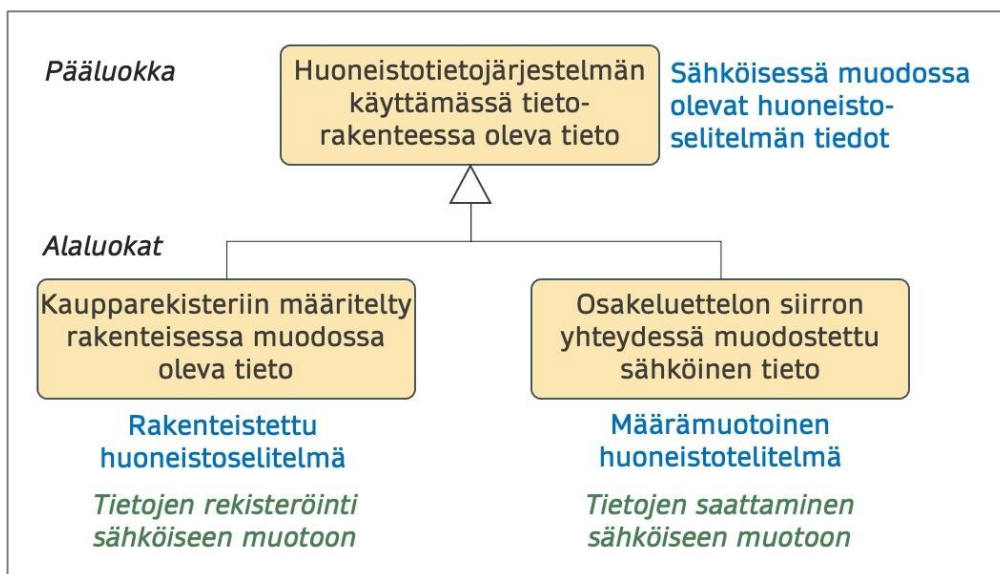 Pääluokka
Huoneistotietojärjestelmän
käyttämässä tieto-
rakenteessa oleva tieto
Sähköisessä muodossa
olevat huoneisto-
selitelmän tiedot
Alaluokat
Kaupparekisteriin määritelty
rakenteisessa muodossa
oleva tieto
Osakeluettelon siirron
yhteydessä muodostettu
sähköinen tieto
Rakenteistettu
huoneistoselitelmä
Määrämuotoinen
huoneistotelitelmä
Tietojen rekisteröinti
sähköiseen muotoon
Tietojen saattaminen
sähköiseen muotoon